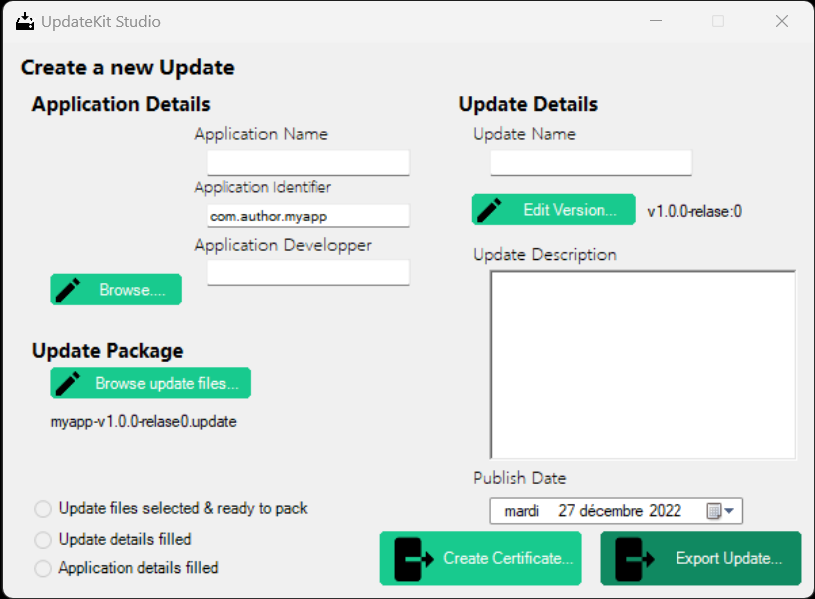 UpdateKit Studio
Create a new Update
Application Details
Application Name
Application Identifier
com.author.myapp
Application Developper
Browse....
Update Package
Browse update files...
myapp-v1.0.0-relase0.update
Update files selected & ready to pack
Update details filled
Application details filled
Update Details
Update Name
Edit Version...
v1.0.0-relase:0
Update Description
Publish Date
mardi 27 décembre 2022
Create Certificate...
Export Update...